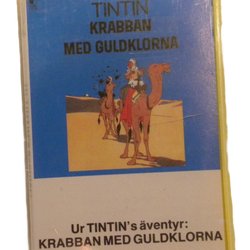 TINTIN
KRABBAN
MED GULDKLORNA
Ur TINTIN's äventyr:
KRABBAN MED GULDKLORNA